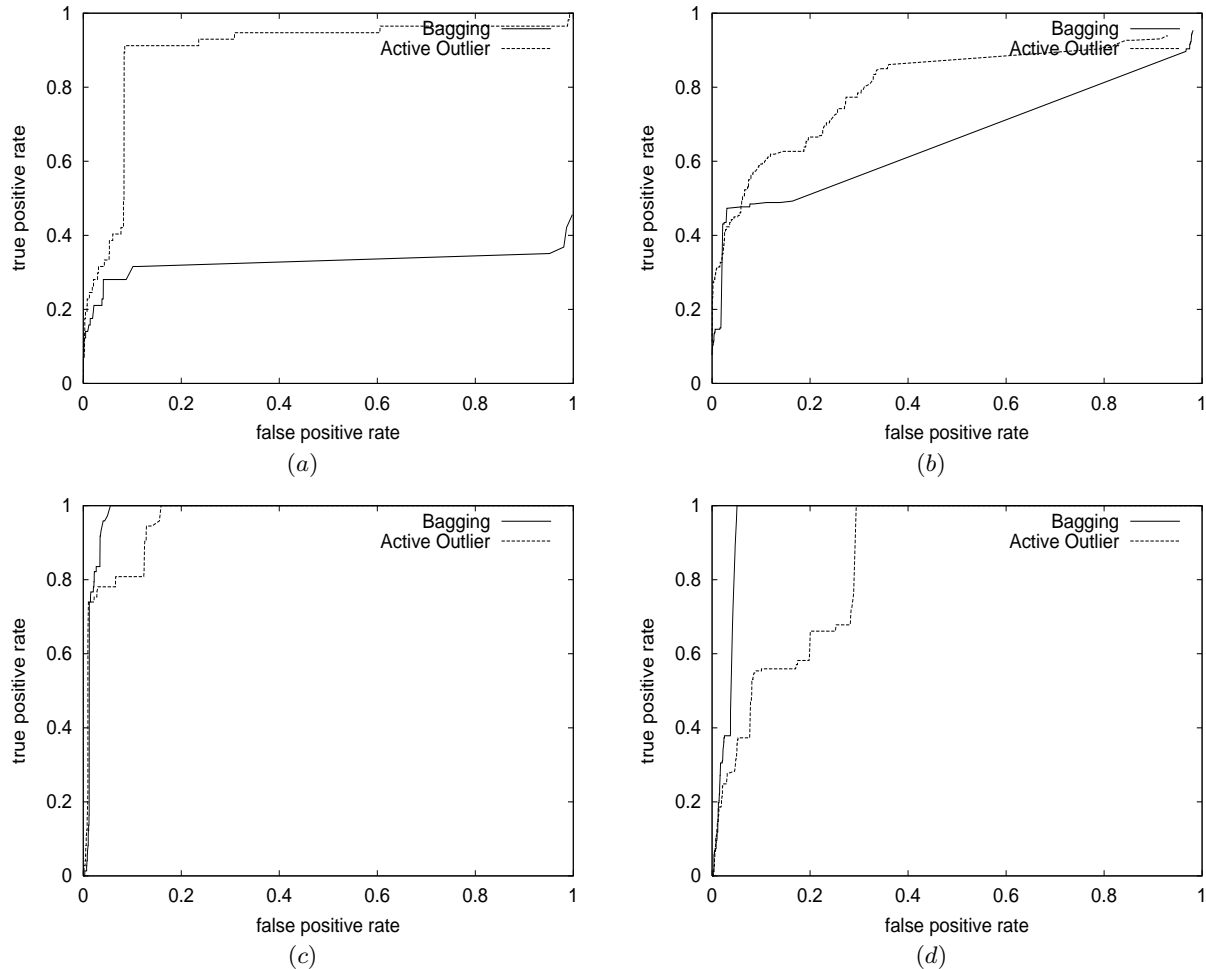 1
0.8
0.6
0.4
0.2
0
0 0.2 0.4 0.6 0.8 1
true positive rate
false positive rate
Bagging
Active Outlier
(a)
1
0.8
0.6
0.4
0.2
0
0 0.2 0.4 0.6 0.8 1
true positive rate
false positive rate
Bagging
Active Outlier
(b)
1
0.8
0.6
0.4
0.2
0
0 0.2 0.4 0.6 0.8 1
true positive rate
false positive rate
Bagging
Active Outlier
(c)
1
0.8
0.6
0.4
0.2
0
0 0.2 0.4 0.6 0.8 1
true positive rate
false positive rate
Bagging
Active Outlier
(d)